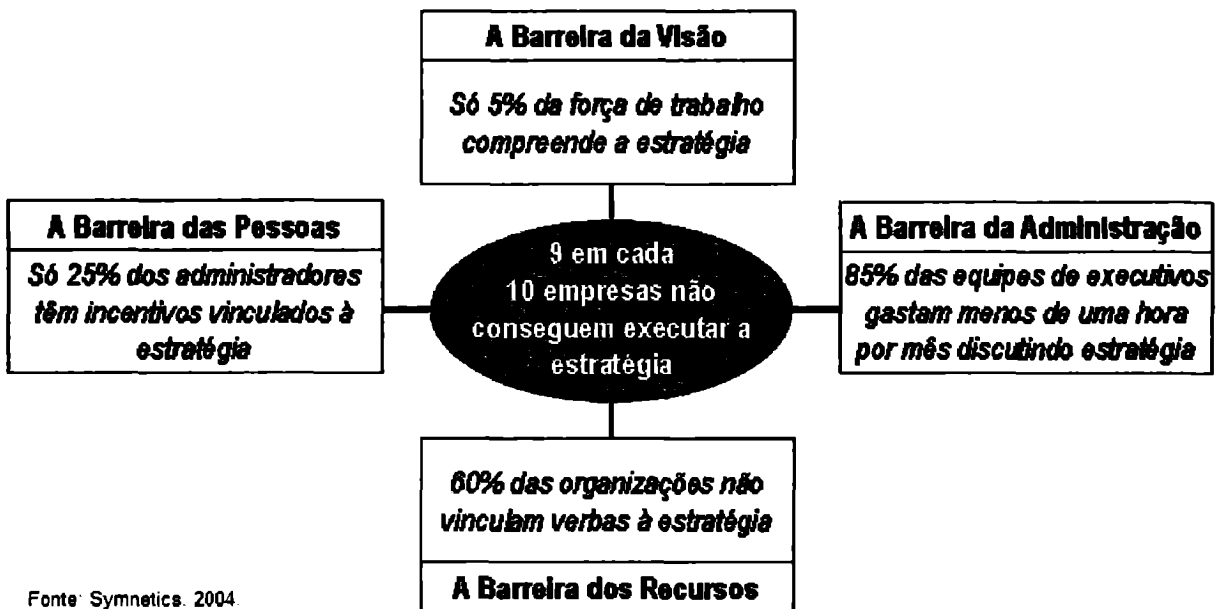 A Barreira da Visão
Só 5% da força de trabalho
compreende a estratégia
A Barreira das Pessoas
Só 25% dos administradores
têm incentivos vinculados à
estratégia
9 em cada
10 empresas não
conseguem executar a
estratégia
A Barreira da Administração
85% das equipes de executivos
gastam menos de uma hora
por mês discutindo estratégia
60% das organizações não
vinculam verbas à estratégia
A Barreira dos Recursos
Fonte: Symnetics. 2004.